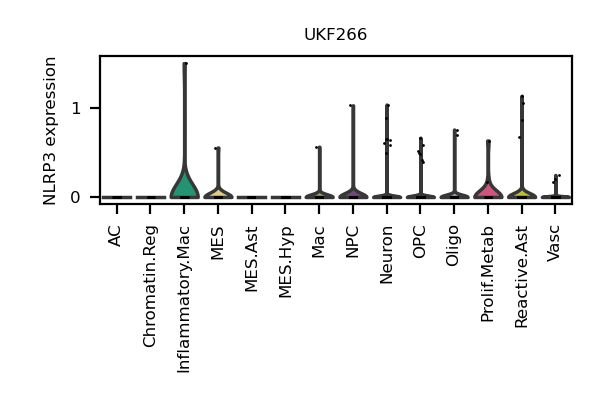 UKF266
NLRP3 expression
1
0
AC
Chromatin.Reg
Inflammatory.Mac
MES
MES.Ast
MES.Hyp
Mac
NPC
Neuron
OPC
Oligo
Prolif.Metab
Reactive.Ast
Vasc